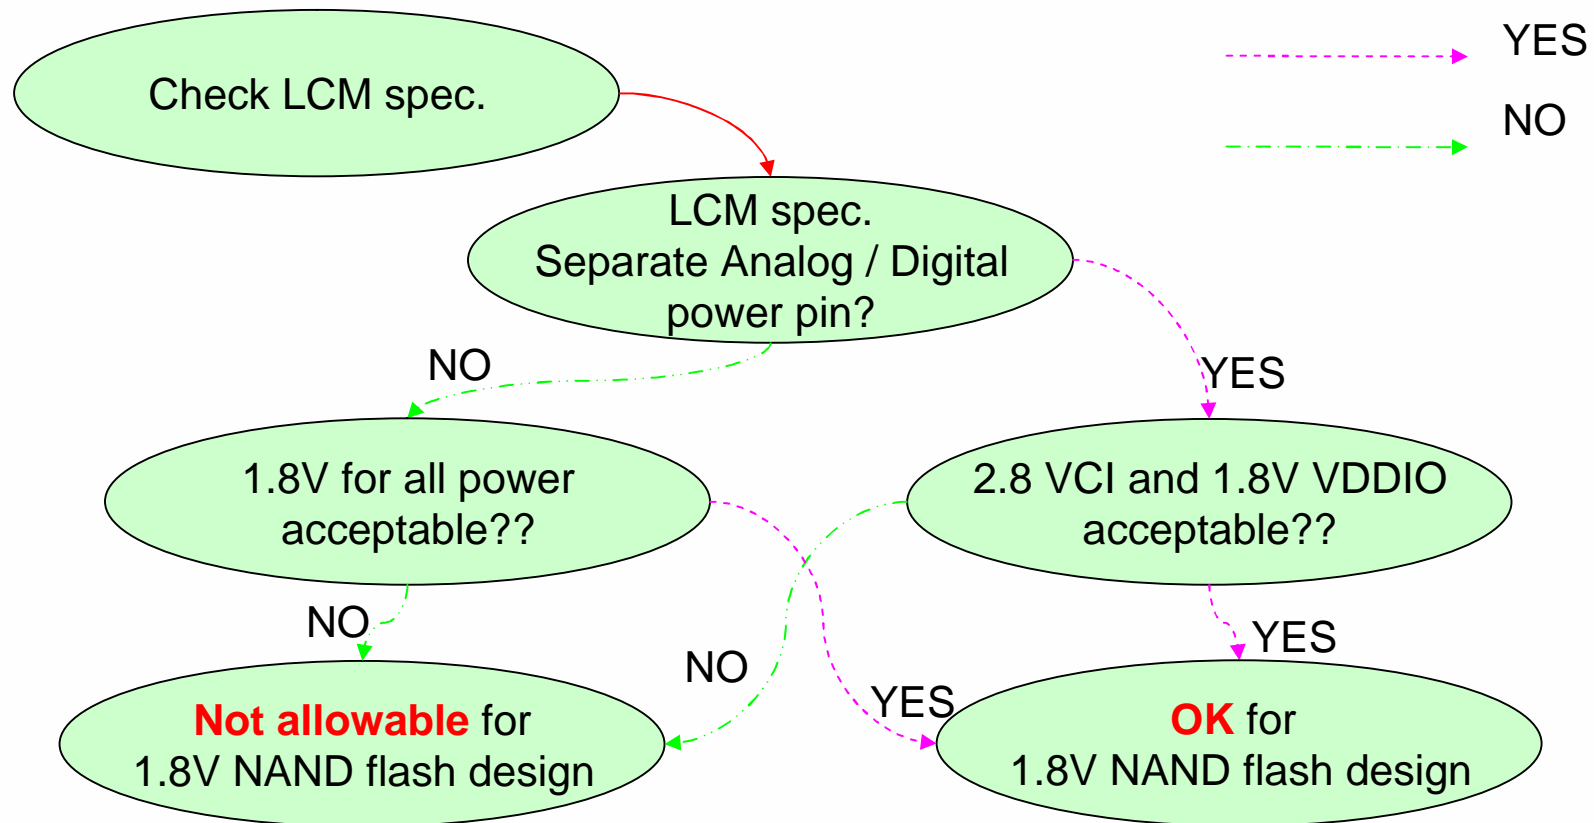 YES
Check LCM spec.
NO
LCM spec.
Separate Analog / Digital
power pin?
NO
YES
1.8V for all power
acceptable??
2.8 VCI and 1.8V VDDIO
acceptable??
NO
YES
NO
YES
Not allowable for
1.8V NAND flash design
OK for
1.8V NAND flash design